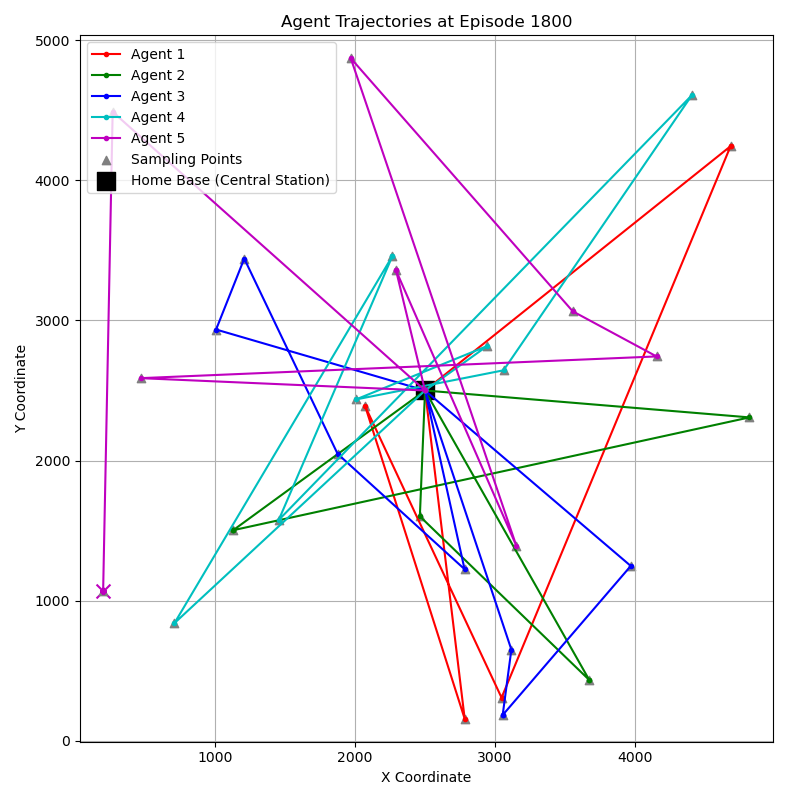 Agent Trajectories at Episode 1800
5000
4000
3000
2000
1000
0
Y Coordinate
Agent 1
Agent 2
Agent 3
Agent 4
Agent 5
Sampling Points
Home Base (Central Station)
1000 2000 3000 4000
X Coordinate